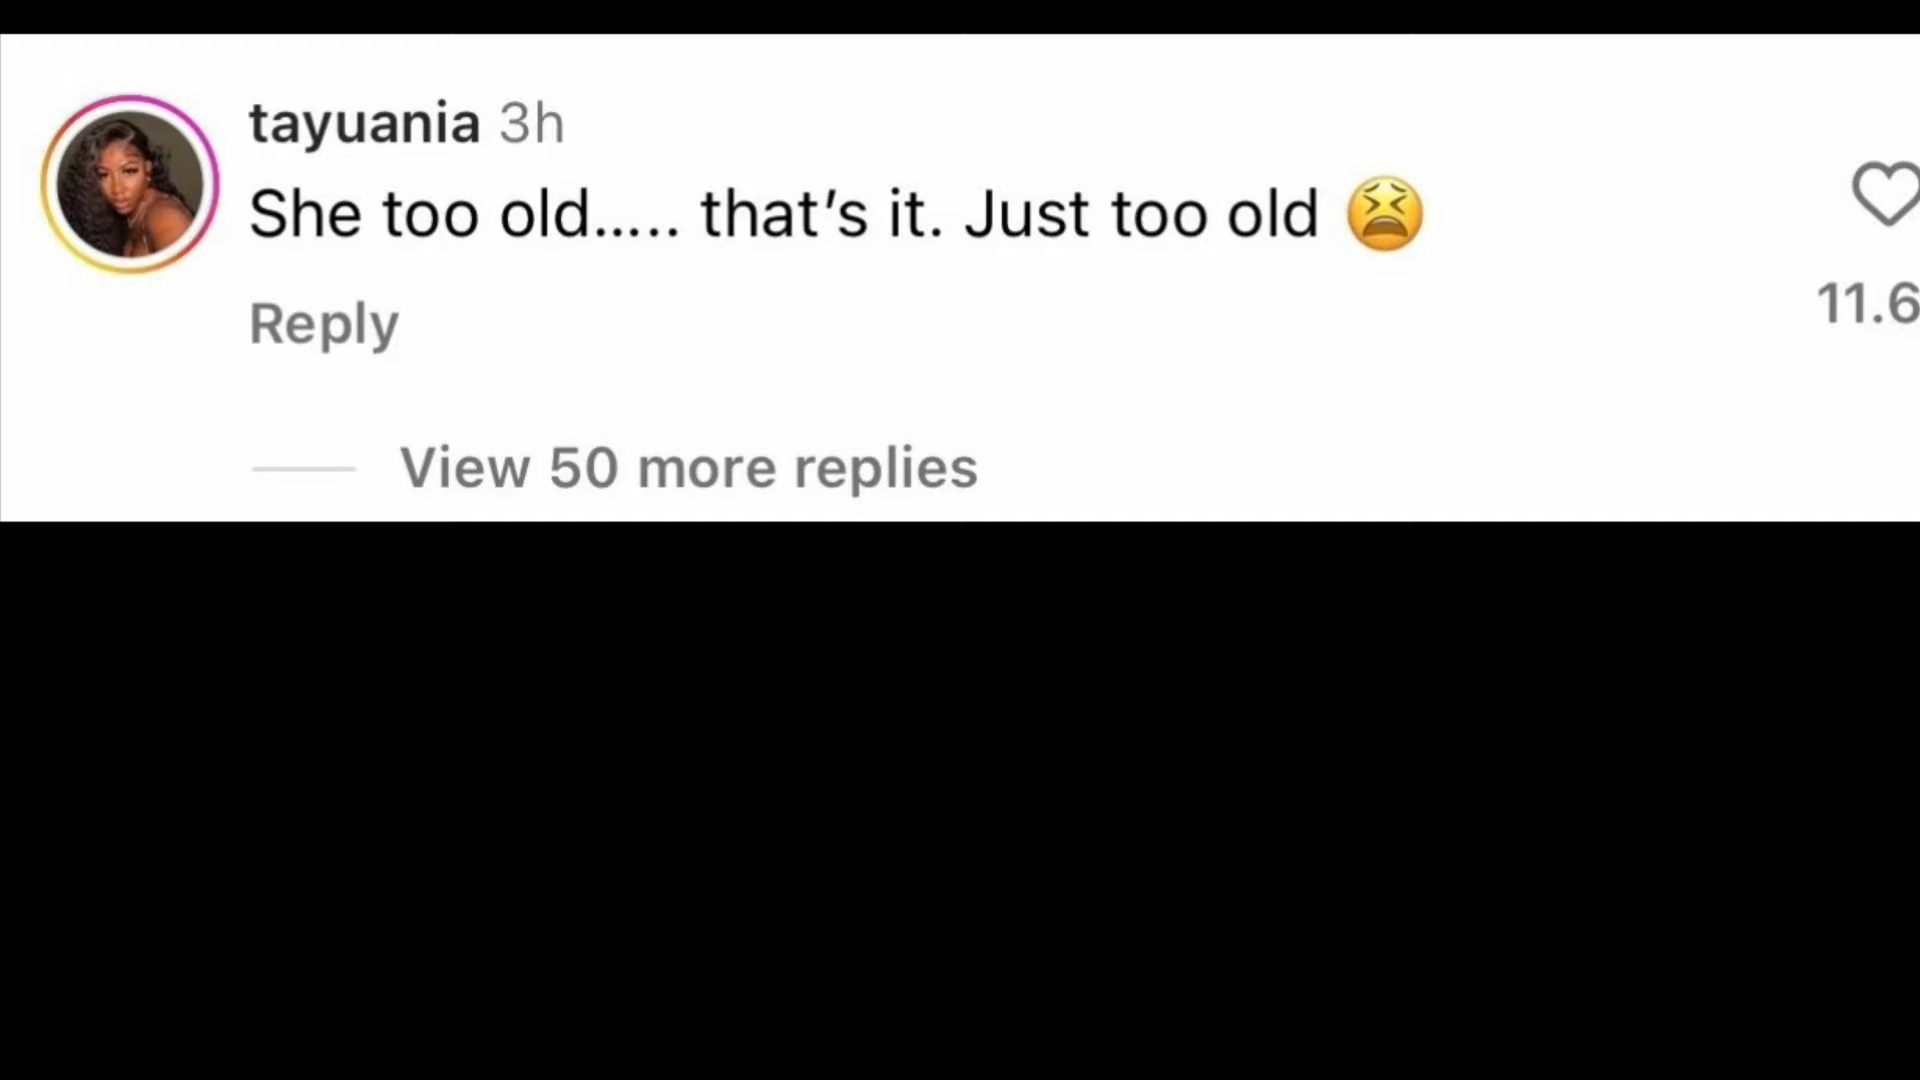 tayuania 3h
She too old..... that’s it. Just too old 😫
Reply
11.6
View 50 more replies